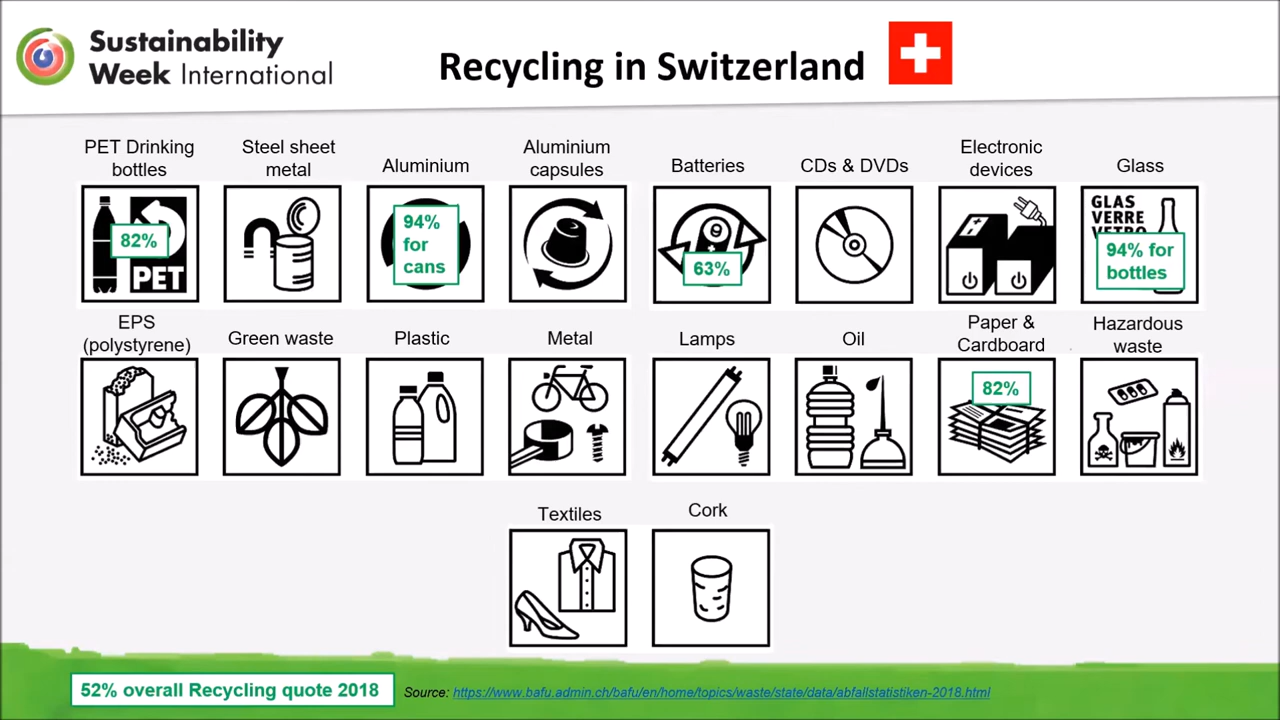 Sustainability
Week International
Recycling in Switzerland
PET Drinking
bottles
Steel sheet
metal
Aluminium
Aluminium
capsules
Batteries
CDs & DVDs
Electronic
devices
Glass
82%
PET
94%
for
cans
63%
GLAS
VERRE
VETRO
94% for
bottles
EPS
(polystyrene)
Green waste
Plastic
Metal
Lamps
Oil
Paper &
Cardboard
Hazardous
waste
82%
Textiles
Cork
52% overall Recycling quote 2018
Source: https://www.bafu.admin.ch/bafu/en/home/topics/waste/state/data/abfallstatistiken-2018.html